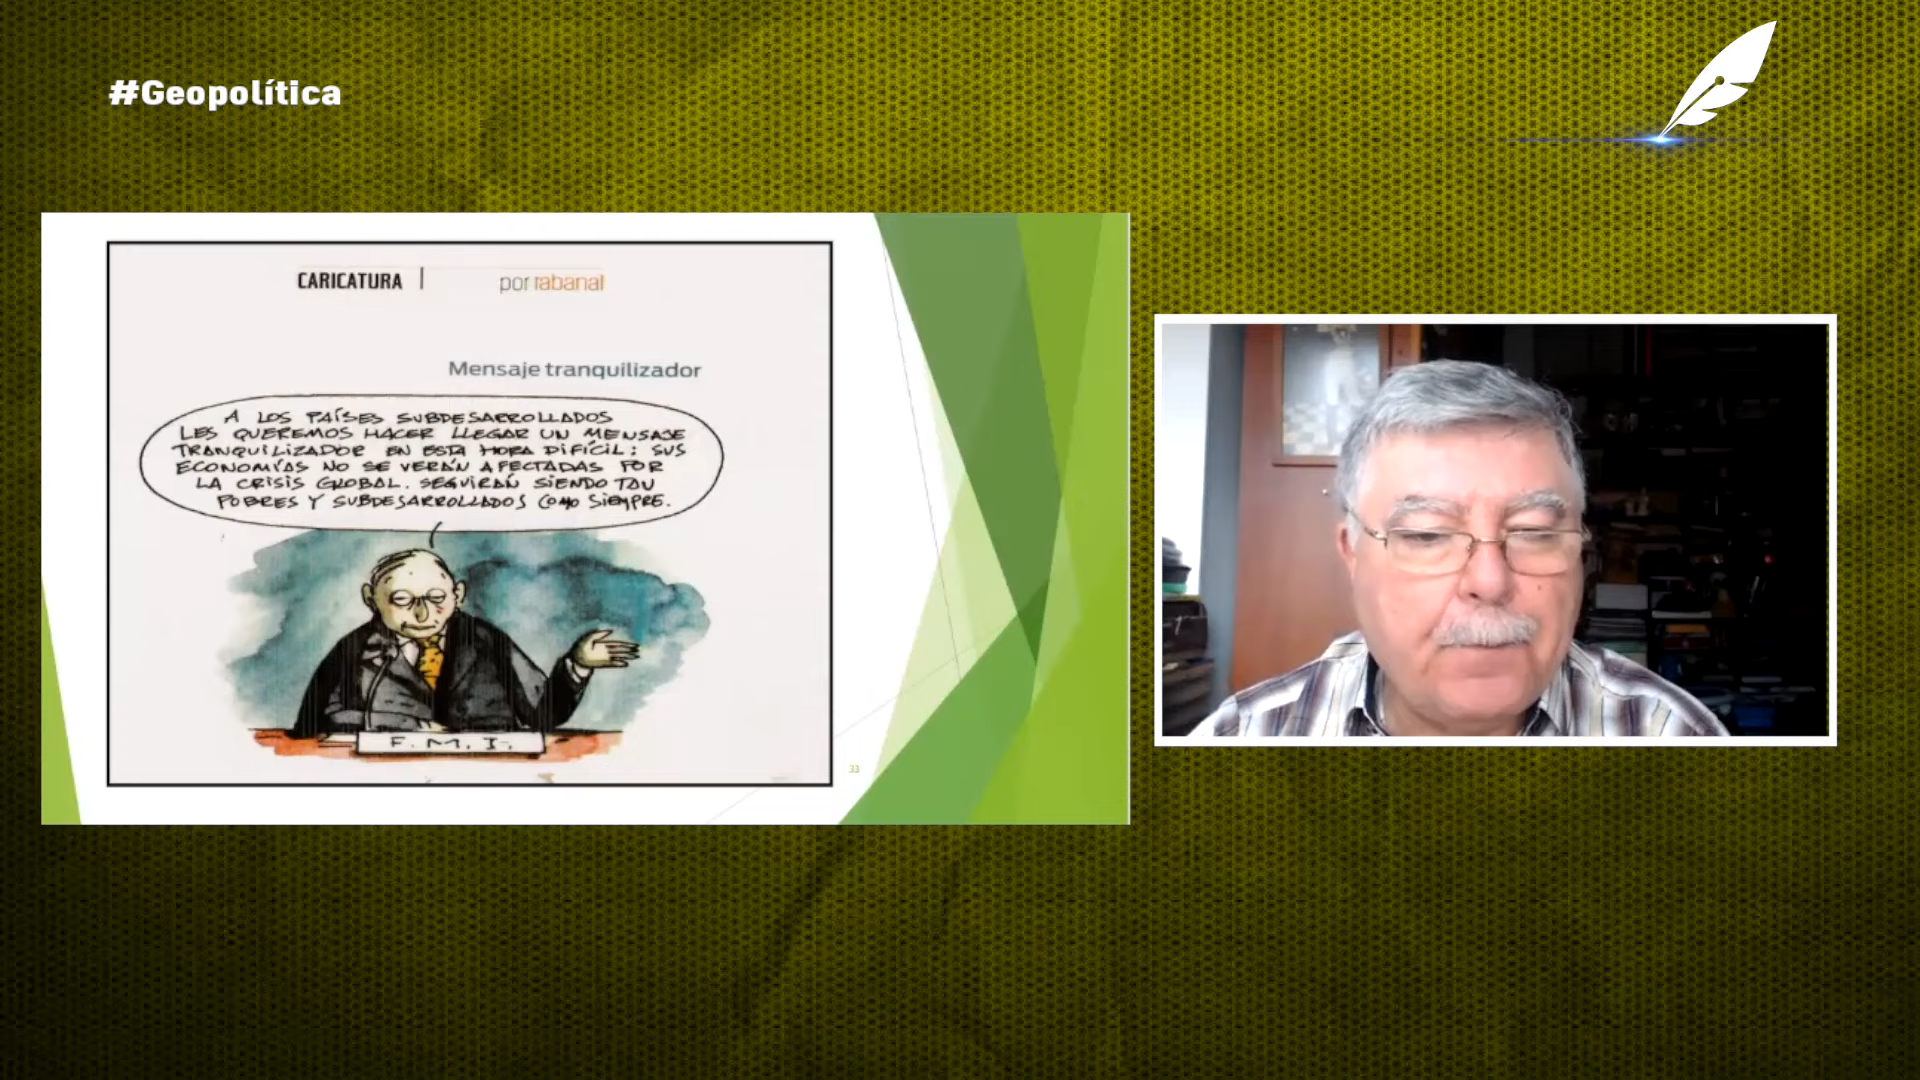 #Geopolítica
CARICATURA | por rabanal
Mensaje tranquilizador
A LOS PAÍSES SUBDESARROLLADOS
LES QUEREMOS HACER LLEGAR UN MENSAJE
TRANQUILIZADOR EN ESTA HORA DIFÍCIL: SUS
ECONOMÍAS NO SE VERÁN AFECTADAS POR
LA CRISIS GLOBAL. SEGUIRÁN SIENDO TAN
POBRES Y SUBDESARROLLADOS COMO SIEMPRE.
F.M.I.
33